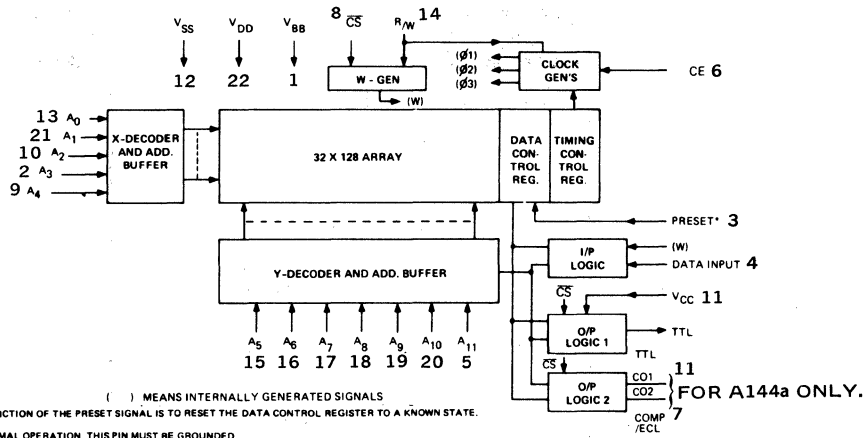 VSS VDD VBB 8 CS R/W 14
12 22 1
W - GEN
(W)
(Ø1)
(Ø2)
(Ø3)
CLOCK
GEN'S
CE 6
13 A0
21 A1
10 A2
2 A3
9 A4
X-DECODER
AND ADD.
BUFFER
32 X 128 ARRAY
DATA
CON-
TROL
REG.
TIMING
CONTROL
REG.
PRESET* 3
Y-DECODER AND ADD. BUFFER
I/P
LOGIC
(W)
DATA INPUT 4
CS
VCC 11
O/P
LOGIC 1
TTL
TTL
A5 A6 A7 A8 A9 A10 A11
15 16 17 18 19 20 5
CS
O/P
LOGIC 2
CO1
CO2
11
FOR A144a ONLY.
7
COMP
/ECL
( ) MEANS INTERNALLY GENERATED SIGNALS
NCTION OF THE PRESET SIGNAL IS TO RESET THE DATA CONTROL REGISTER TO A KNOWN STATE.
MAL OPERATION, THIS PIN MUST BE GROUNDED